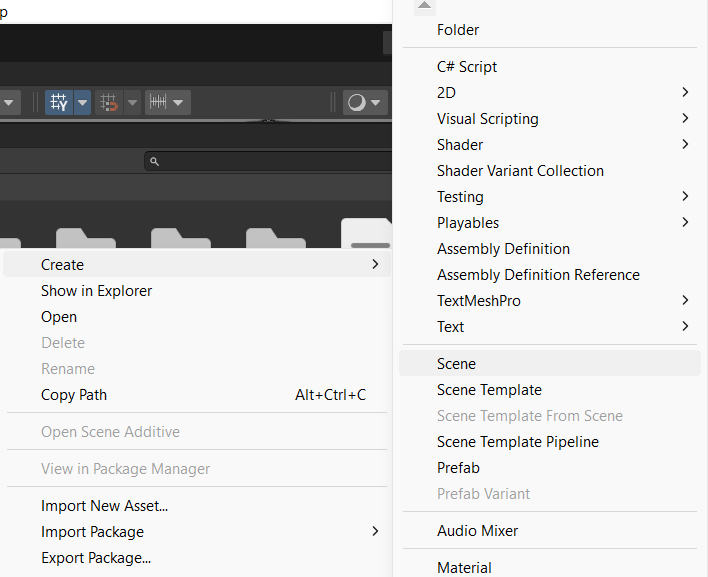 p
Create
Show in Explorer
Open
Delete
Rename
Copy Path Alt+Ctrl+C
Open Scene Additive
View in Package Manager
Import New Asset...
Import Package
Export Package...
Folder
C# Script
2D
Visual Scripting
Shader
Shader Variant Collection
Testing
Playables
Assembly Definition
Assembly Definition Reference
TextMeshPro
Text
Scene
Scene Template
Scene Template From Scene
Scene Template Pipeline
Prefab
Prefab Variant
Audio Mixer
Material